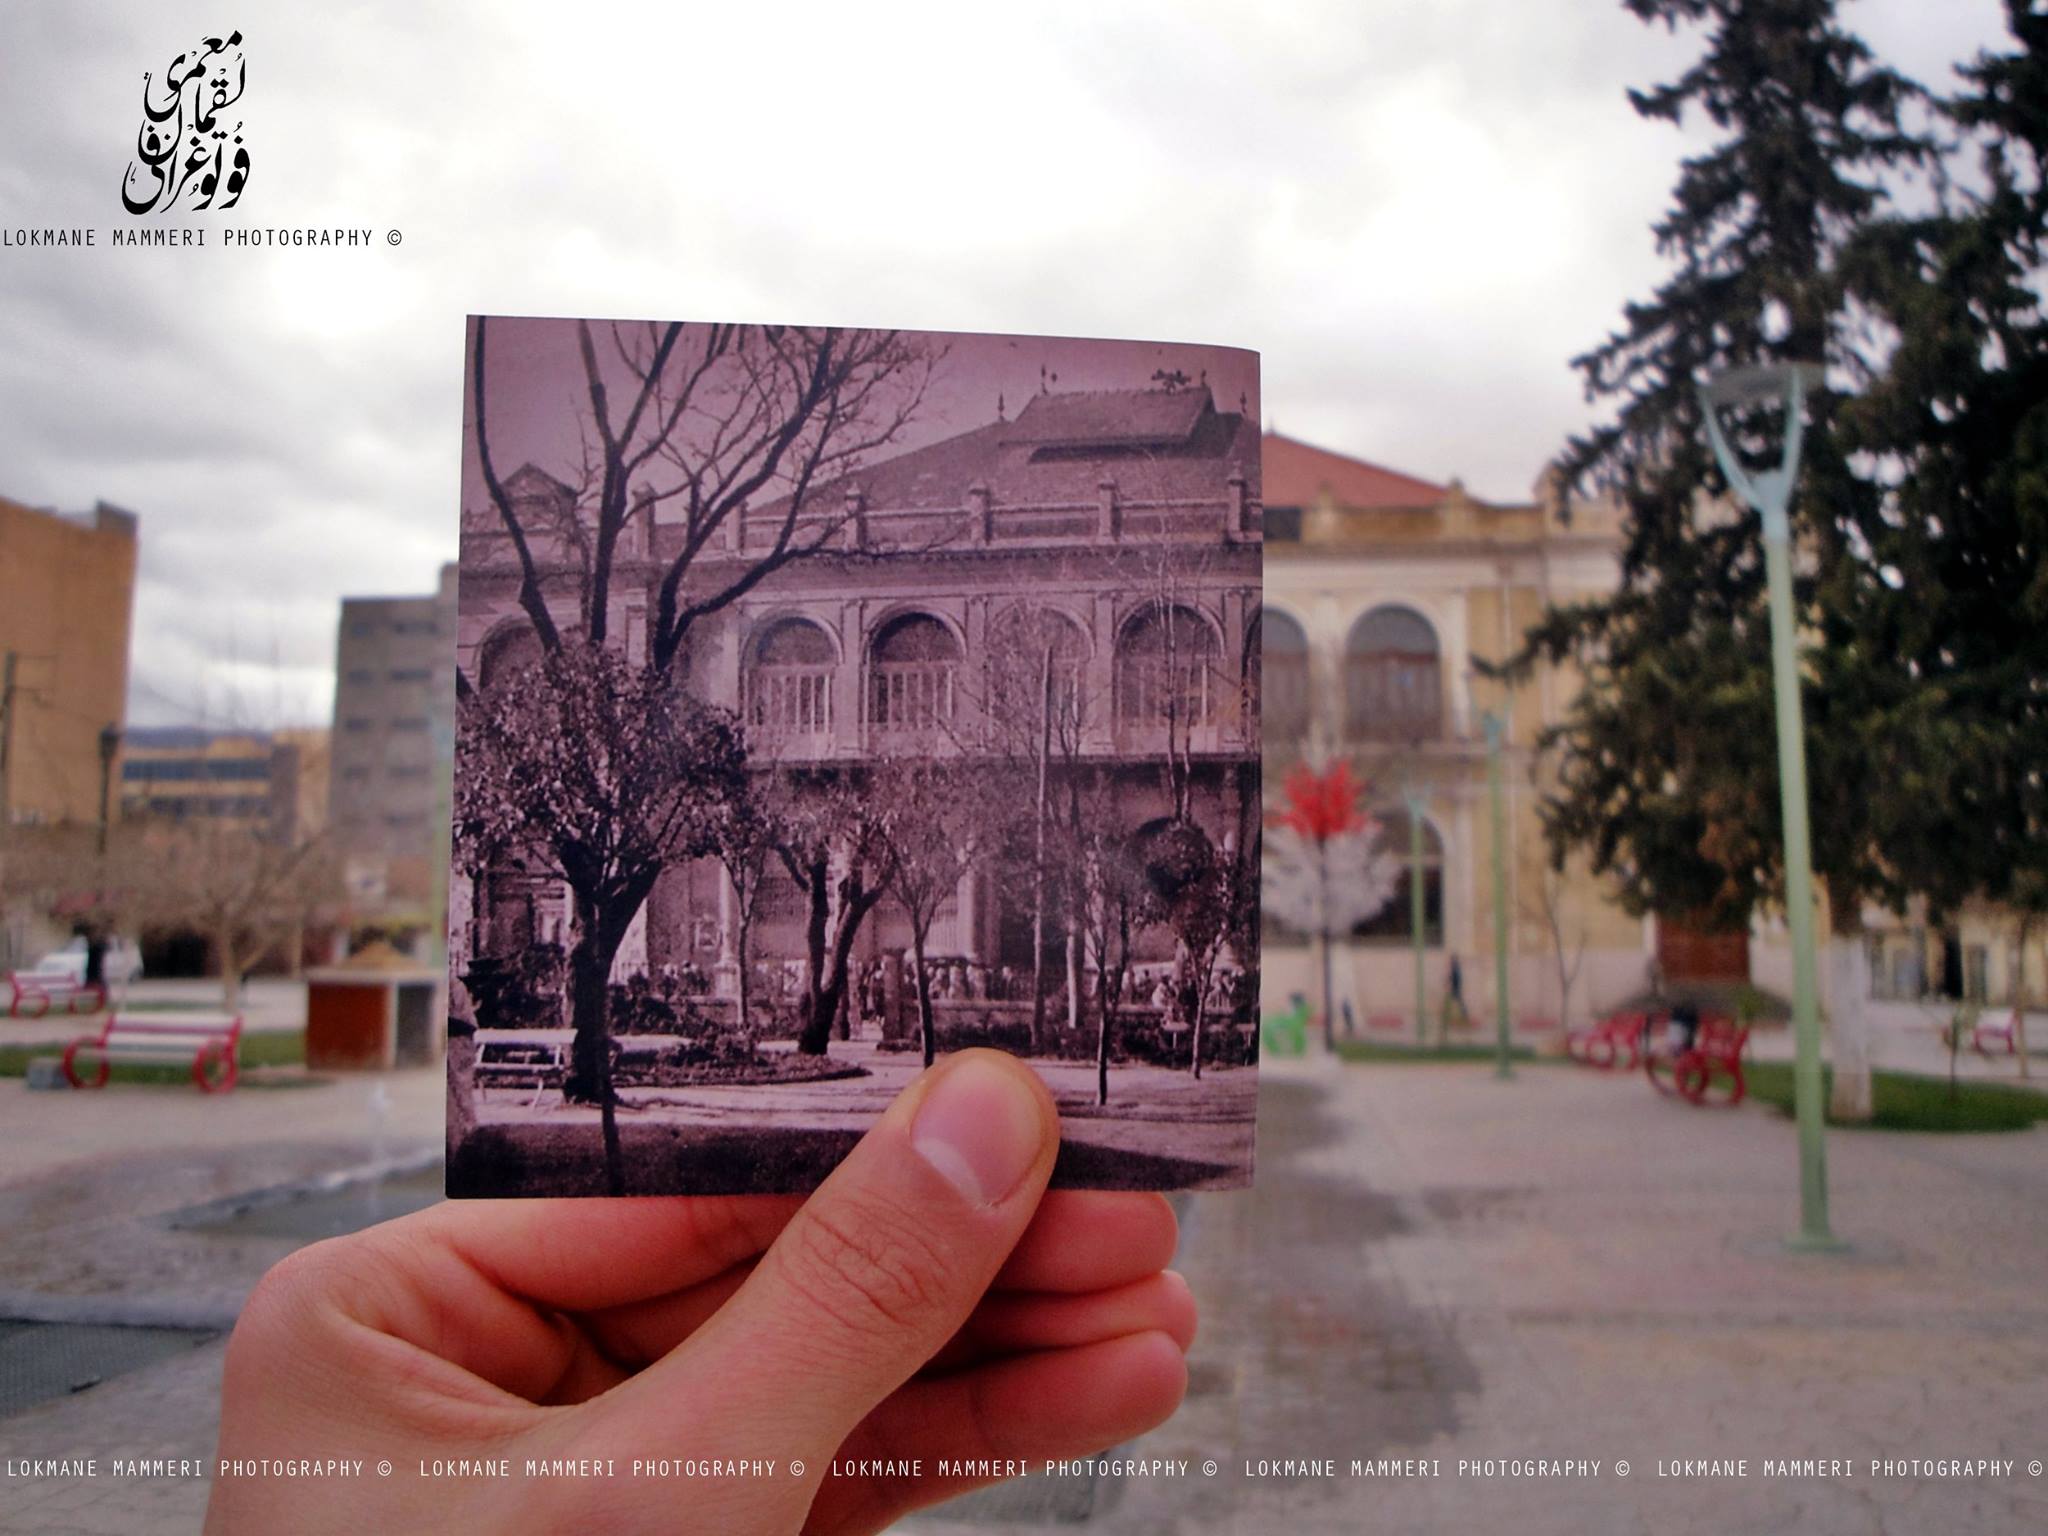 معمري
لقمان
فوتوغرافي
LOKMANE MAMMERI PHOTOGRAPHY ©
LOKMANE MAMMERI PHOTOGRAPHY © LOKMANE MAMMERI PHOTOGRAPHY © LOKMANE MAMMERI PHOTOGRAPHY © LOKMANE MAMMERI PHOTOGRAPHY © LOKMANE MAMMERI PHOTOGRAPHY ©